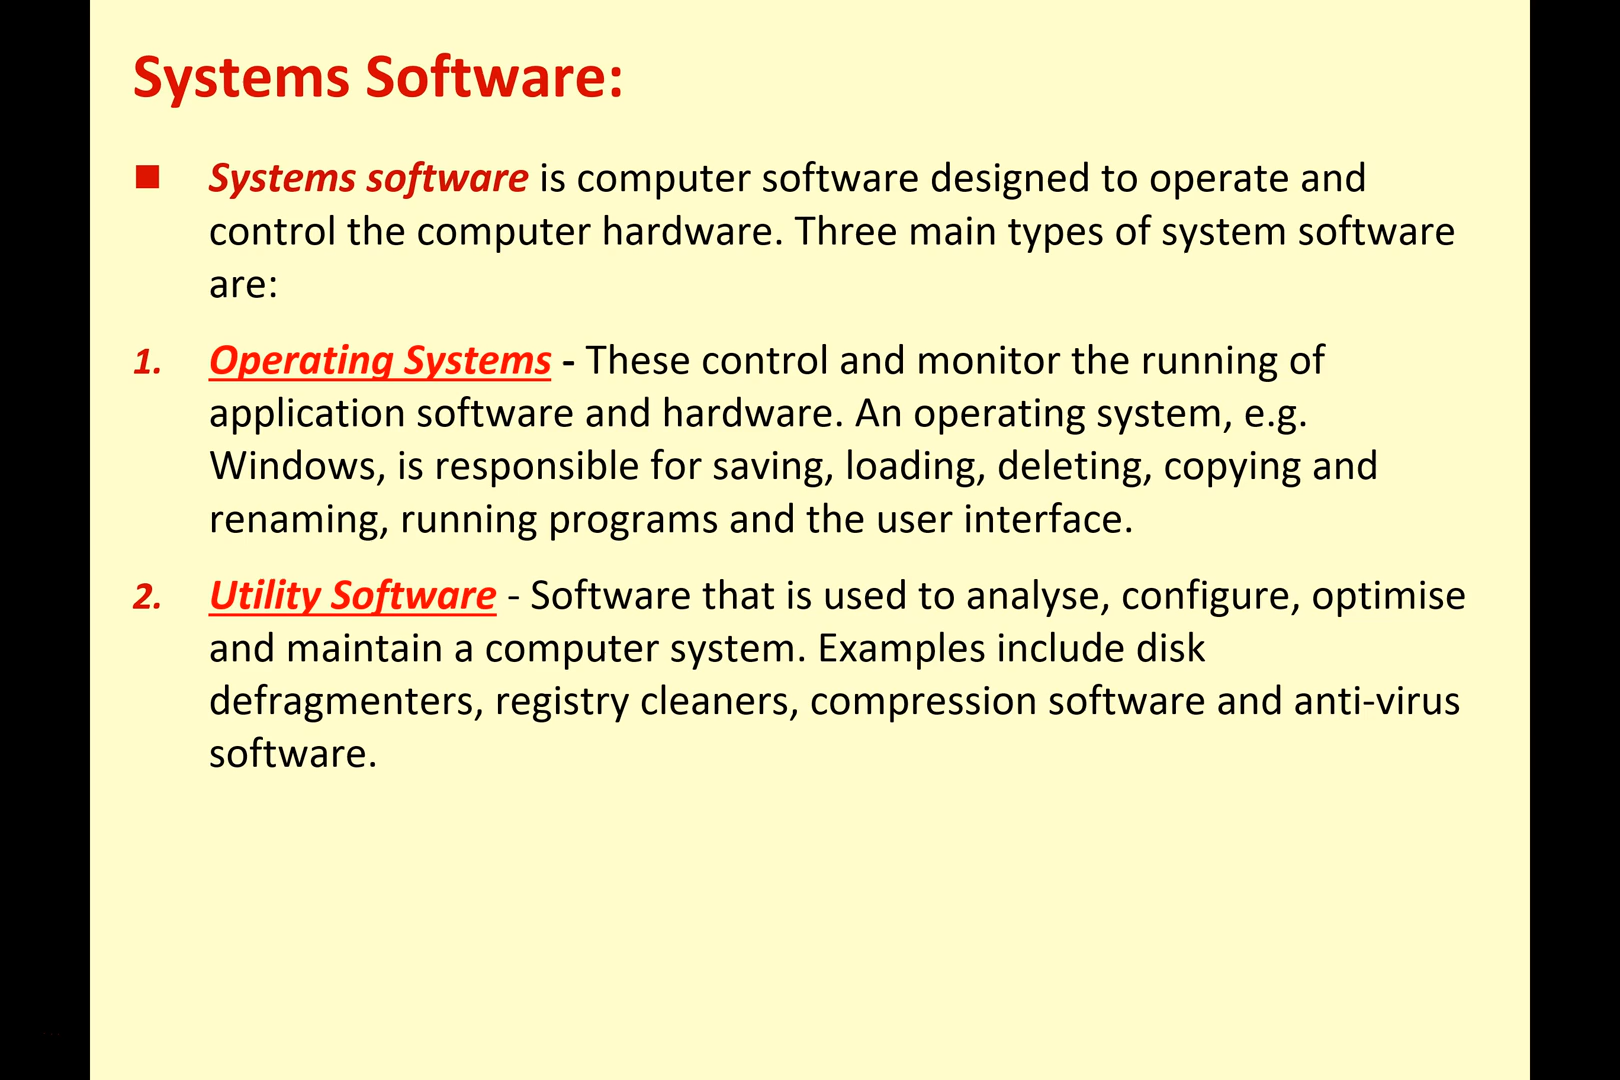 Systems Software:
Systems software is computer software designed to operate and
control the computer hardware. Three main types of system software
are:
1. Operating Systems - These control and monitor the running of
application software and hardware. An operating system, e.g.
Windows, is responsible for saving, loading, deleting, copying and
renaming, running programs and the user interface.
2. Utility Software - Software that is used to analyse, configure, optimise
and maintain a computer system. Examples include disk
defragmenters, registry cleaners, compression software and anti-virus
software.